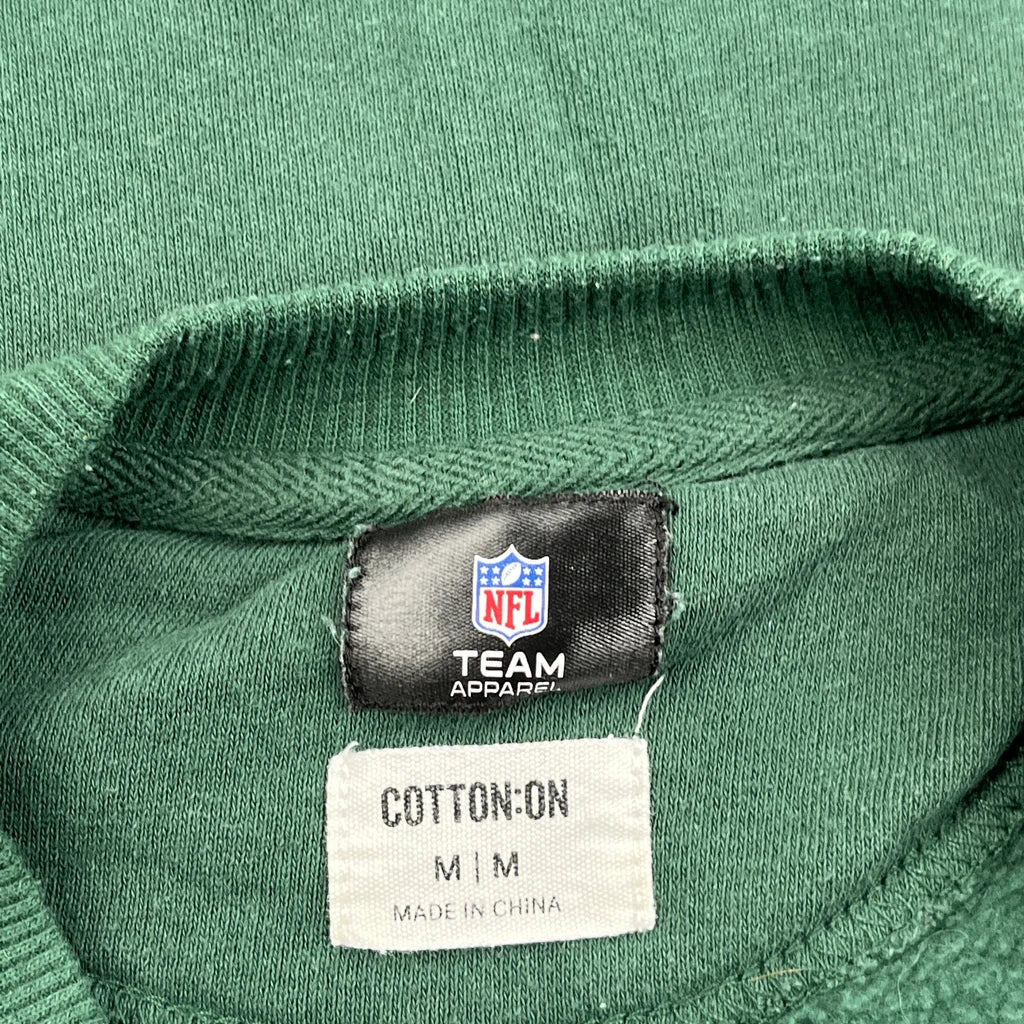 NFL
TEAM
APPAREL
COTTON:ON
M | M
MADE IN CHINA